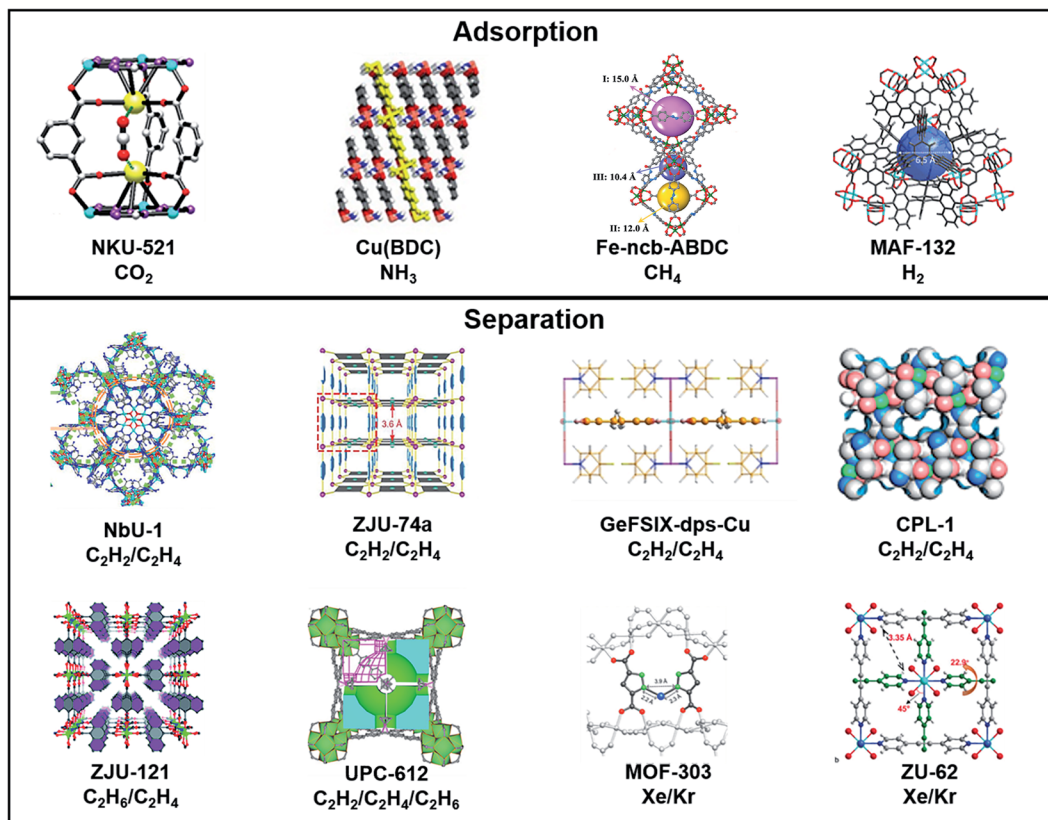 Adsorption
I: 15.0 Å
III: 10.4 Å
II: 12.0 Å
6.5 Å
NKU-521
CO₂
Cu(BDC)
NH₃
Fe-ncb-ABDC
CH₄
MAF-132
H₂
Separation
3.6 Å
NbU-1
C₂H₂/C₂H₄
ZJU-74a
C₂H₂/C₂H₄
GeFSIX-dps-Cu
C₂H₂/C₂H₄
CPL-1
C₂H₂/C₂H₄
3.9 Å
3.35 Å
22.9°
45°
b
ZJU-121
C₂H₆/C₂H₄
UPC-612
C₂H₂/C₂H₄/C₂H₆
MOF-303
Xe/Kr
ZU-62
Xe/Kr